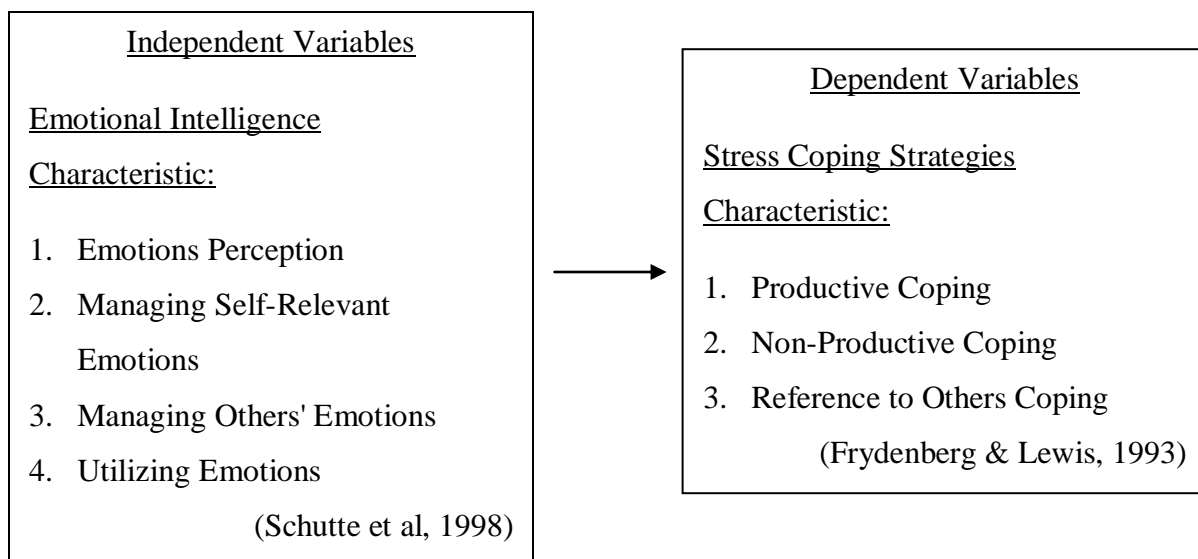 Independent Variables
Emotional Intelligence
Characteristic:
1. Emotions Perception
2. Managing Self-Relevant
Emotions
3. Managing Others' Emotions
4. Utilizing Emotions
(Schutte et al, 1998)
Dependent Variables
Stress Coping Strategies
Characteristic:
1. Productive Coping
2. Non-Productive Coping
3. Reference to Others Coping
(Frydenberg & Lewis, 1993)